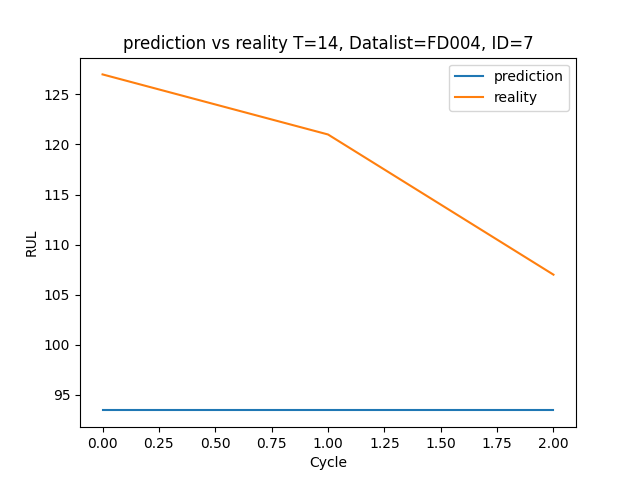 prediction vs reality T=14, Datalist=FD004, ID=7
prediction
reality
RUL
125
120
115
110
105
100
95
0.00 0.25 0.50 0.75 1.00 1.25 1.50 1.75 2.00
Cycle